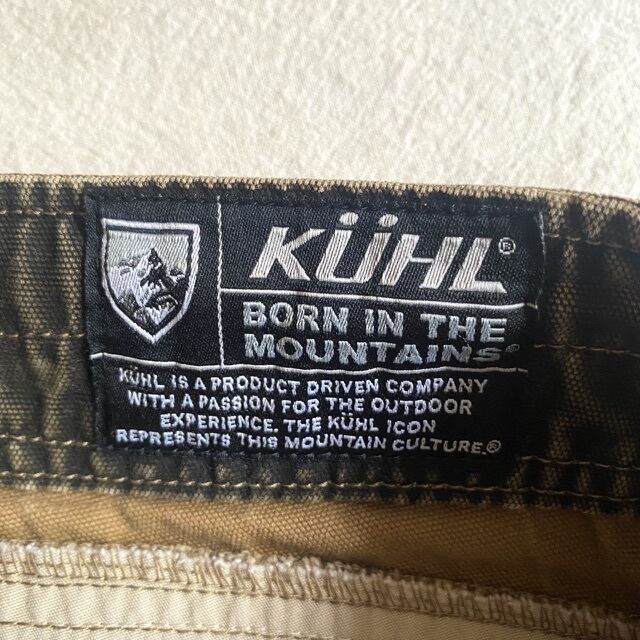 KÜHL®
BORN IN THE
MOUNTAINS®
KÜHL IS A PRODUCT DRIVEN COMPANY
WITH A PASSION FOR THE OUTDOOR
EXPERIENCE. THE KÜHL ICON
REPRESENTS THIS MOUNTAIN CULTURE.®